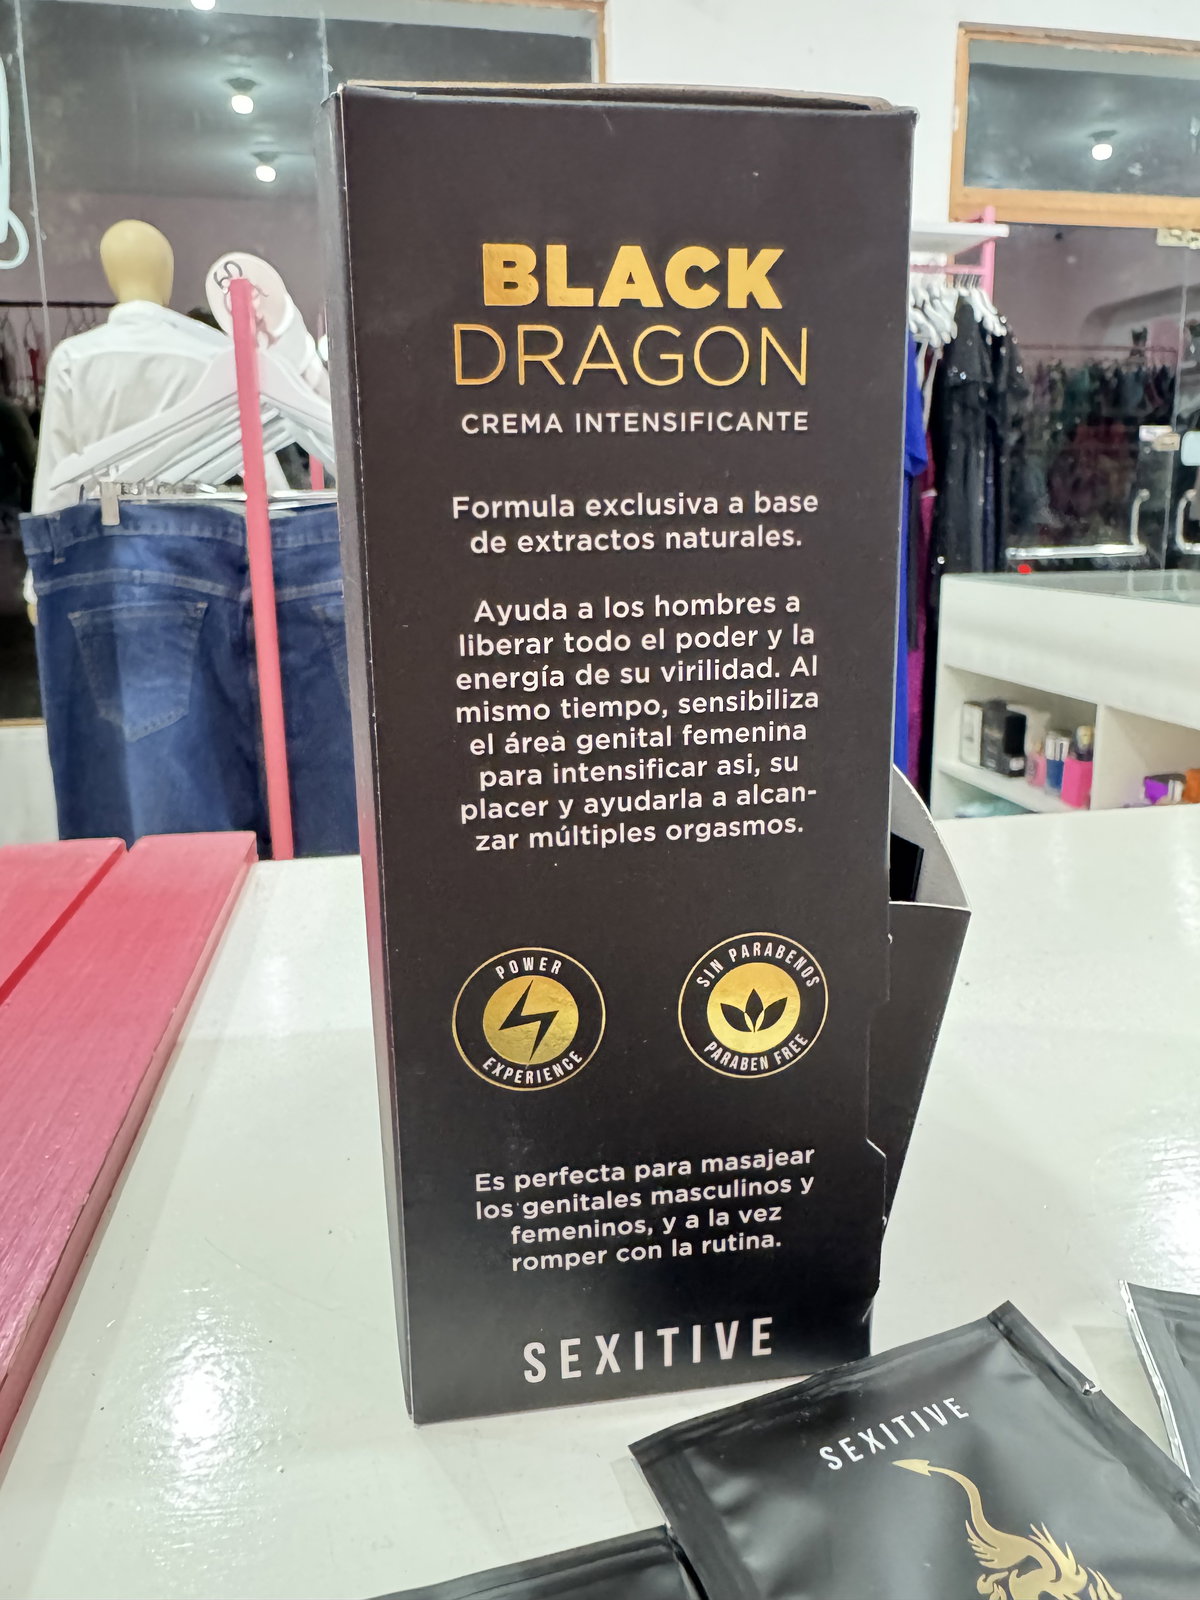 BLACK
DRAGON
CREMA INTENSIFICANTE
Formula exclusiva a base
de extractos naturales.
Ayuda a los hombres a
liberar todo el poder y la
energía de su virilidad. Al
mismo tiempo, sensibiliza
el área genital femenina
para intensificar asi, su
placer y ayudarla a alcan-
zar múltiples orgasmos.
POWER
EXPERIENCE
SIN PARABENOS
PARABEN FREE
Es perfecta para masajear
los genitales masculinos y
femeninos, y a la vez
romper con la rutina.
SEXITIVE
SEXITIVE